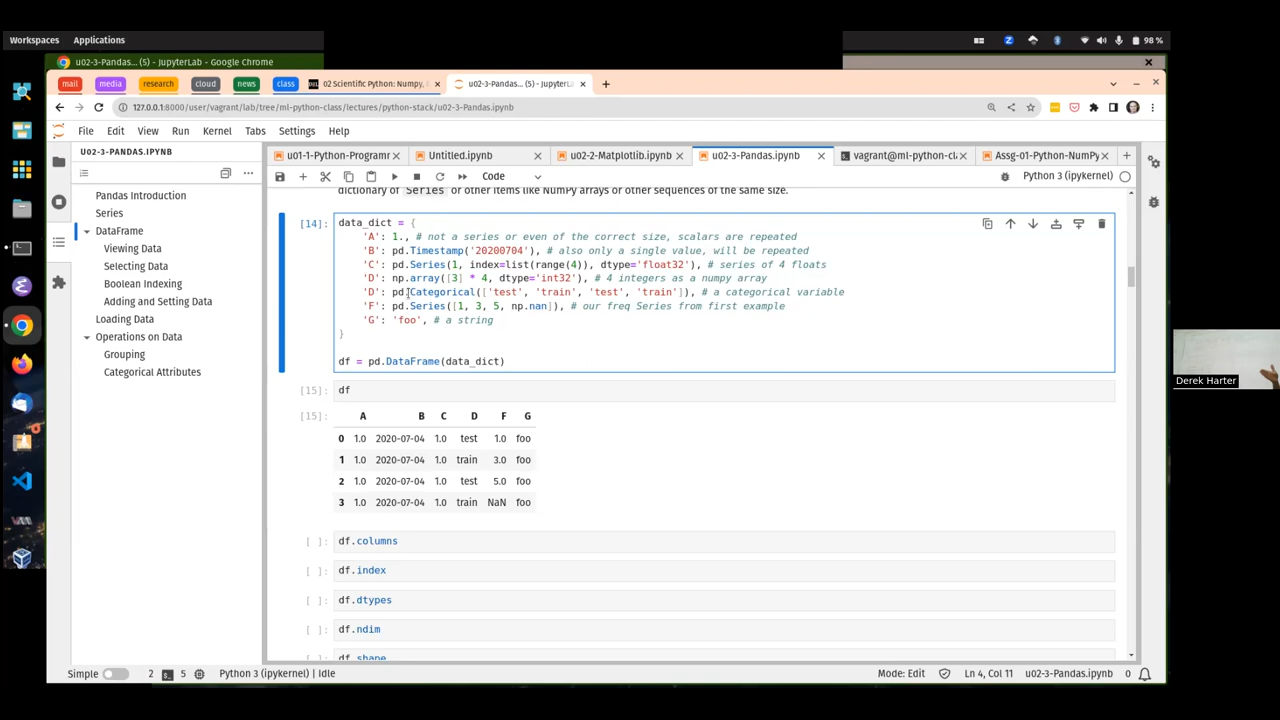 Workspaces Applications 98 %
u02-3-Pandas... (5) - JupyterLab - Google Chrome
mail media research cloud news class 02 Scientific Python: Numpy, u02-3-Pandas... (5) - JupyterLa
127.0.0.1:8000/user/vagrant/lab/tree/ml-python-class/lectures/python-stack/u02-3-Pandas.ipynb
File Edit View Run Kernel Tabs Settings Help
U02-3-PANDAS.IPYNB
u01-1-Python-Programm Untitled.ipynb u02-2-Matplotlib.ipynb u02-3-Pandas.ipynb vagrant@ml-python-cl Assg-01-Python-NumPy
Code
Python 3 (ipykernel)
Pandas Introduction
Series
DataFrame
Viewing Data
Selecting Data
Boolean Indexing
Adding and Setting Data
Loading Data
Operations on Data
Grouping
Categorical Attributes
dictionary of Series or other items like NumPy arrays or other sequences of the same size.
[14]: data_dict = {
'A': 1., # not a series or even of the correct size, scalars are repeated
'B': pd.Timestamp('20200704'), # also only a single value, will be repeated
'C': pd.Series(1, index=list(range(4)), dtype='float32'), # series of 4 floats
'D': np.array([3] * 4, dtype='int32'), # 4 integers as a numpy array
'D': pd.Categorical(['test', 'train', 'test', 'train']), # a categorical variable
'F': pd.Series([1, 3, 5, np.nan]), # our freq Series from first example
'G': 'foo', # a string
}
df = pd.DataFrame(data_dict)
[15]: df
[15]: A B C D F G
0 1.0 2020-07-04 1.0 test 1.0 foo
1 1.0 2020-07-04 1.0 train 3.0 foo
2 1.0 2020-07-04 1.0 test 5.0 foo
3 1.0 2020-07-04 1.0 train NaN foo
[ ]: df.columns
[ ]: df.index
[ ]: df.dtypes
[ ]: df.ndim
df.shape
Simple 2 5 Python 3 (ipykernel) | Idle Mode: Edit Ln 4, Col 11 u02-3-Pandas.ipynb 0
Derek Harter